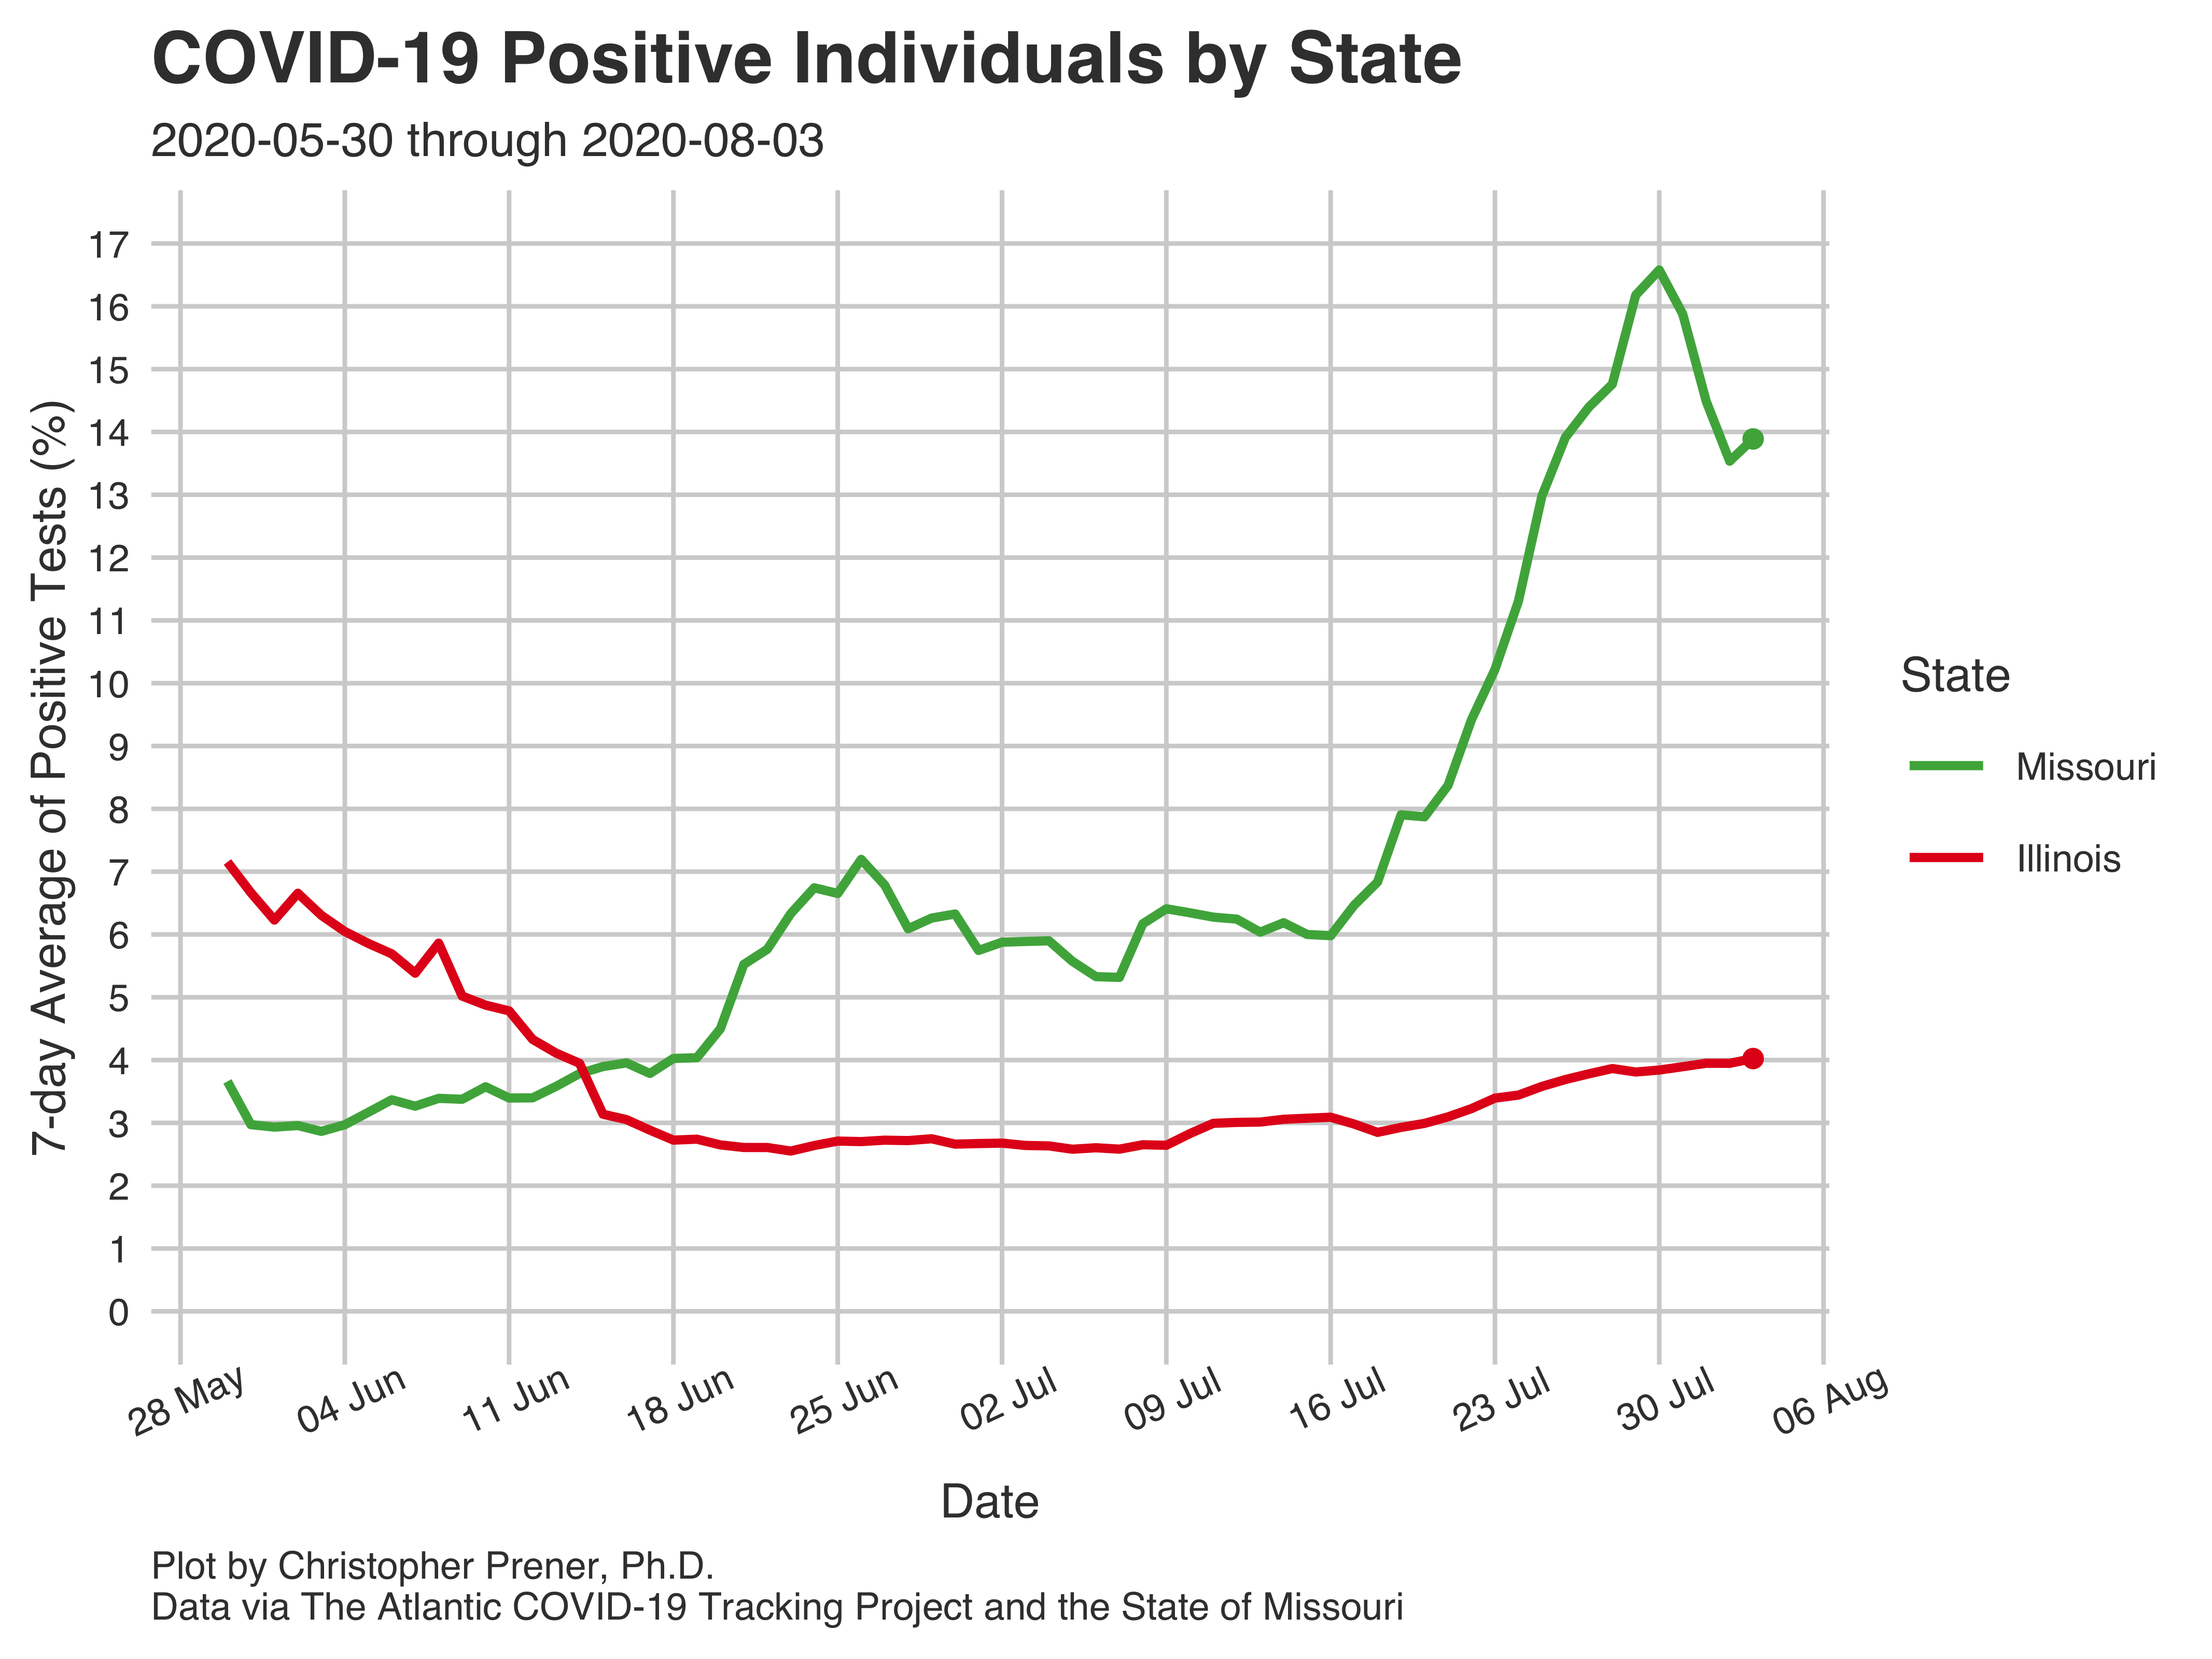 COVID-19 Positive Individuals by State
2020-05-30 through 2020-08-03
7-day Average of Positive Tests (%)
17
16
15
14
13
12
11
10
9
8
7
6
5
4
3
2
1
0
28 May
04 Jun
11 Jun
18 Jun
25 Jun
02 Jul
09 Jul
16 Jul
23 Jul
30 Jul
06 Aug
Date
State
Missouri
Illinois
Plot by Christopher Prener, Ph.D.
Data via The Atlantic COVID-19 Tracking Project and the State of Missouri